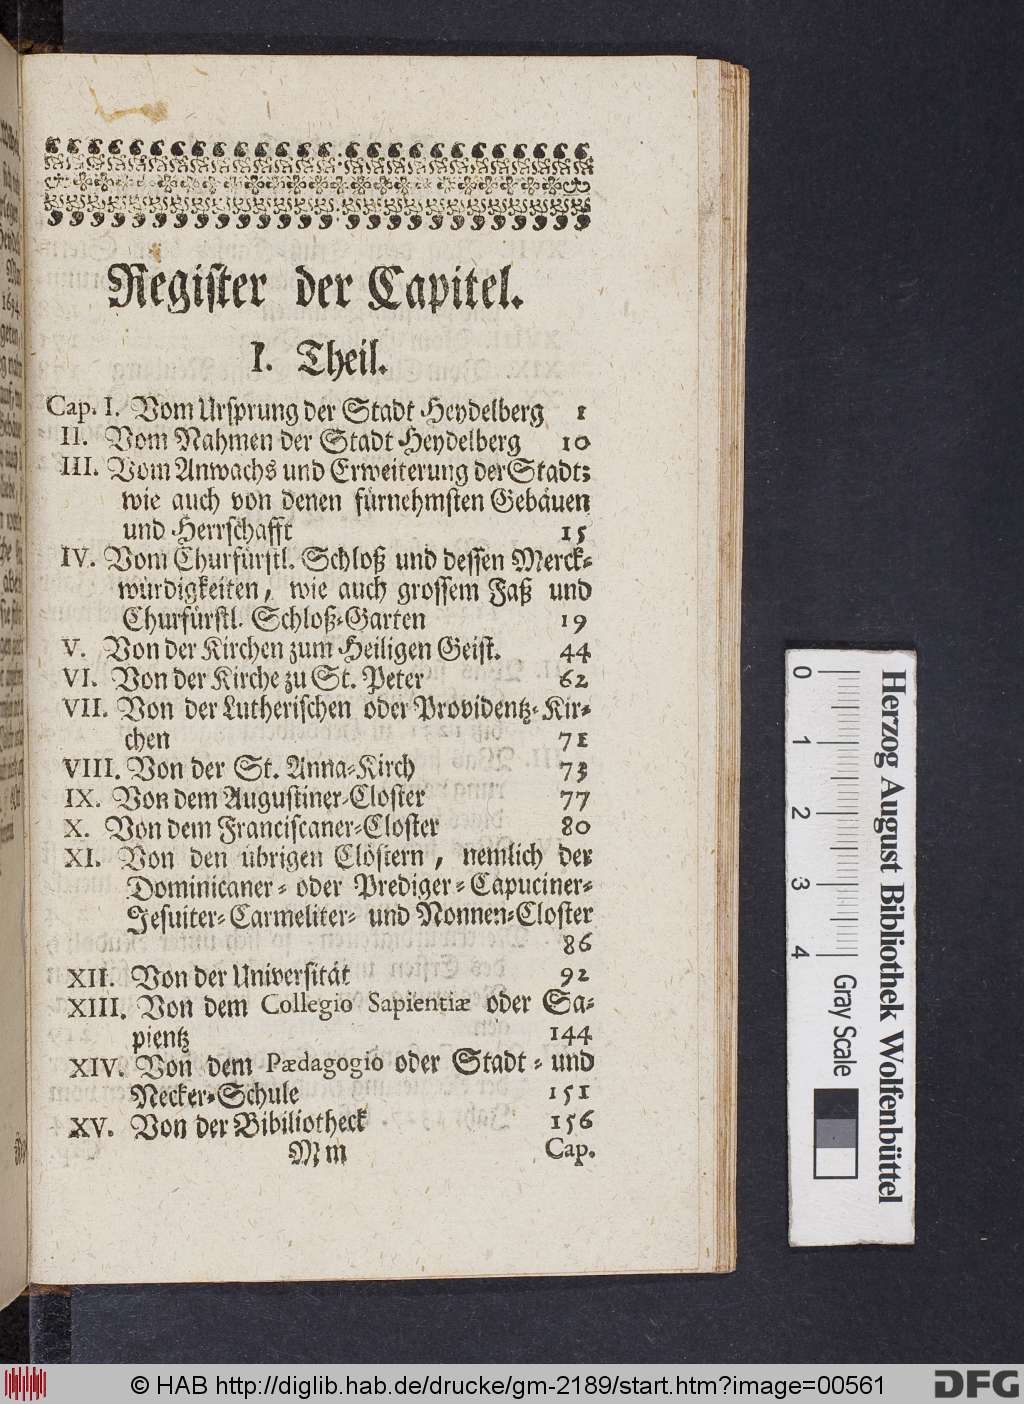 Register der Capitel.
I. Theil.
Cap. I. Vom Ursprung der Stadt Heydelberg 1
II. Vom Nahmen der Stadt Heydelberg 10
III. Vom Anwachs und Erweiterung der Stadt;
wie auch von denen fürnehmsten Gebäuen
und Herrschafft 15
IV. Vom Churfürstl. Schloß und dessen Merck-
würdigkeiten, wie auch grossem Faß und
Churfürstl. Schloß-Garten 19
V. Von der Kirchen zum Heiligen Geist. 44
VI. Von der Kirche zu St. Peter 62
VII. Von der Lutherischen oder Providentz-Kir-
chen 71
VIII. Von der St. Anna-Kirch 73
IX. Von dem Augustiner-Closter 77
X. Von dem Franciscaner-Closter 80
XI. Von den übrigen Clöstern, nemlich der
Dominicaner- oder Prediger- Capuciner-
Jesuiter- Carmeliter- und Nonnen-Closter
86
XII. Von der Universität 92
XIII. Von dem Collegio Sapientiæ oder Sa-
pientz 144
XIV. Von dem Pædagogio oder Stadt- und
Necker-Schule 151
XV. Von der Bibiliotheck 156
M m Cap.
0 1 2 3 4
Gray Scale
Herzog August Bibliothek Wolfenbüttel
© HAB http://diglib.hab.de/drucke/gm-2189/start.htm?image=00561
DFG